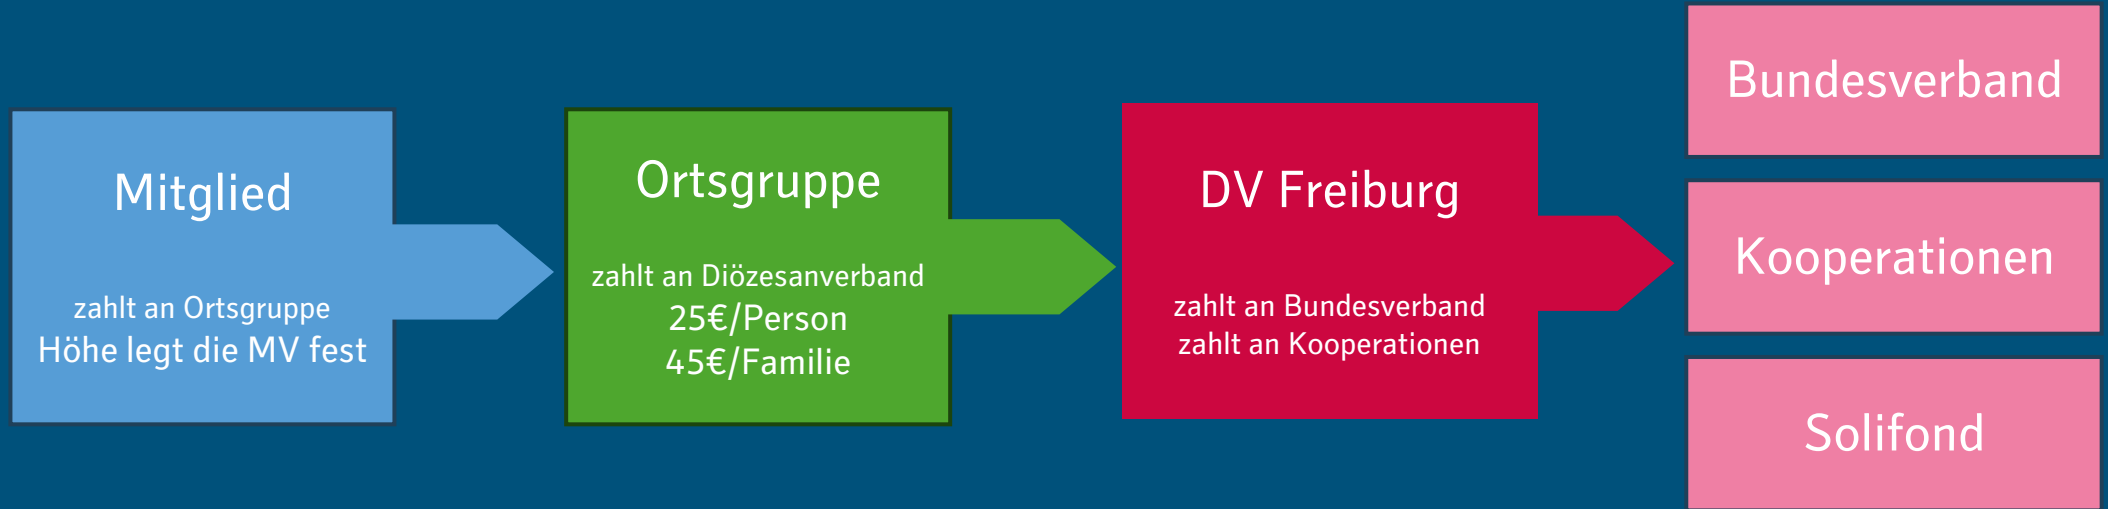 Mitglied
zahlt an Ortsgruppe
Höhe legt die MV fest
Ortsgruppe
zahlt an Diözesanverband
25€/Person
45€/Familie
DV Freiburg
zahlt an Bundesverband
zahlt an Kooperationen
Bundesverband
Kooperationen
Solifond